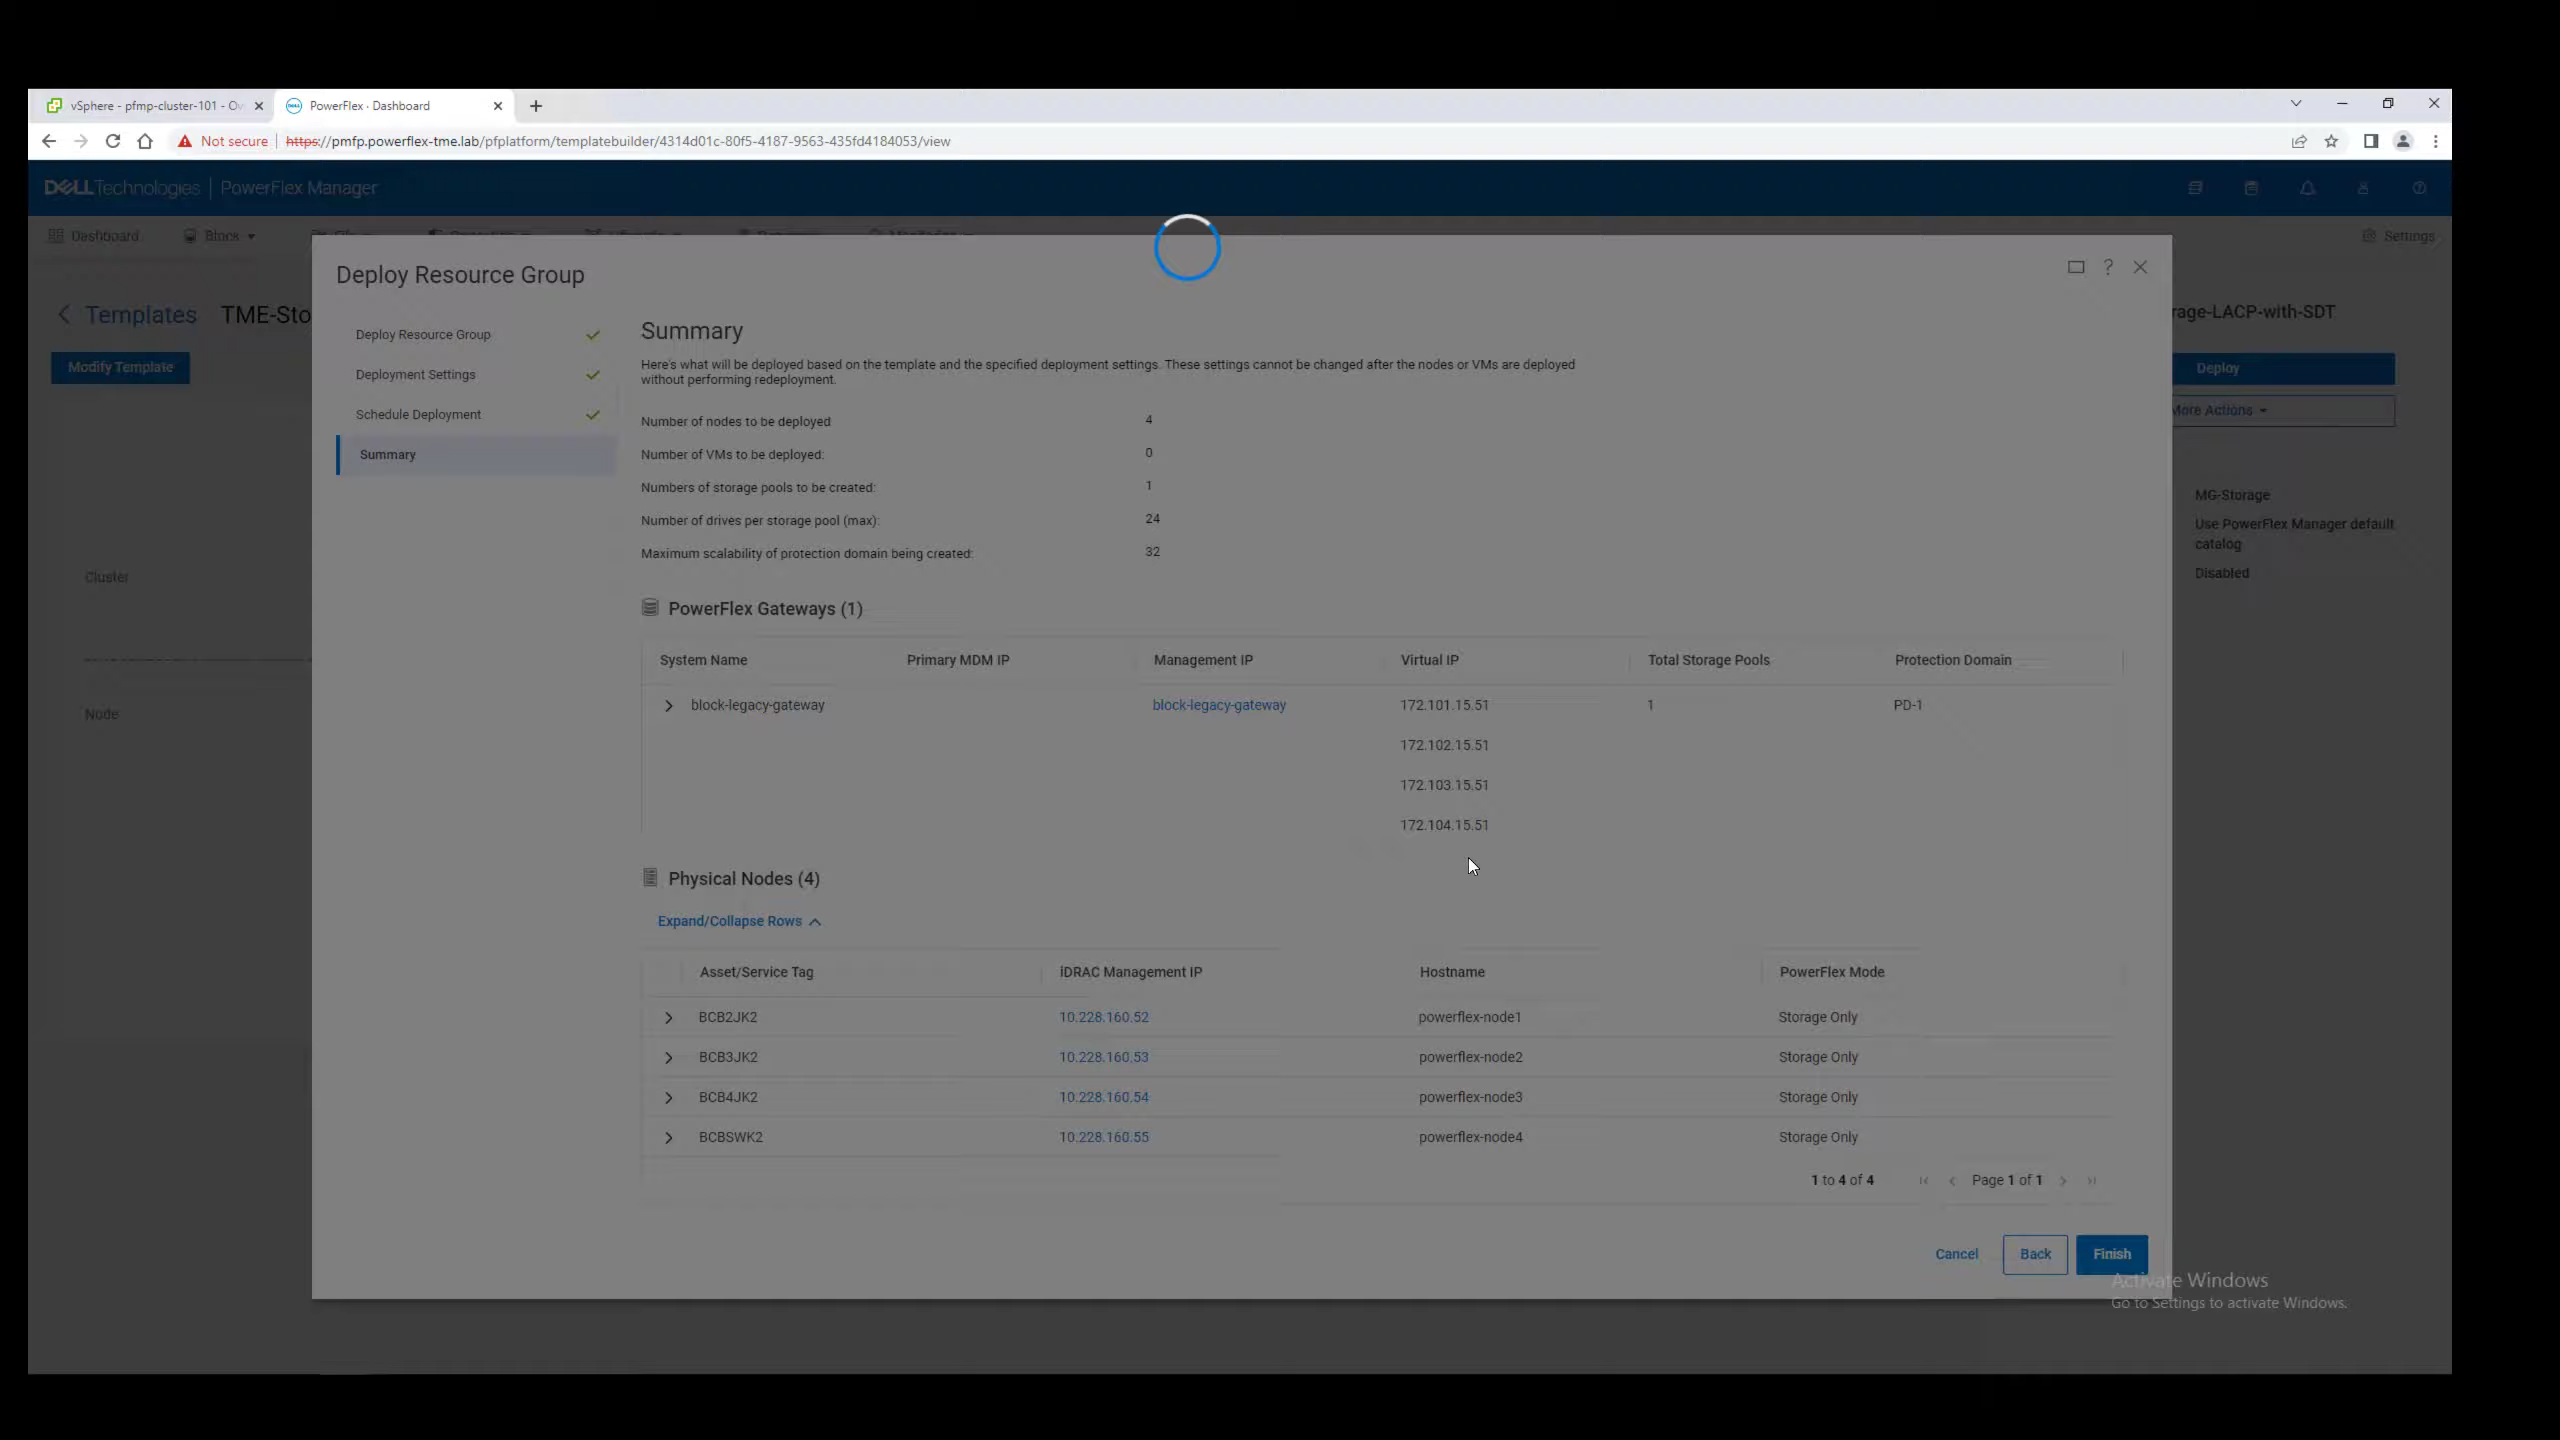 vSphere - pfmp-cluster-101 - Ov
PowerFlex - Dashboard
Not secure
https://pmfp.powerflex-tme.lab/pfplatform/templatebuilder/4314d01c-80f5-4187-9563-435fd4184053/view
DELLTechnologies | PowerFlex Manager
Dashboard
Block
Settings
Templates
TME-Sto
rage-LACP-with-SDT
Modify Template
Deploy
More Actions
MG-Storage
Use PowerFlex Manager default
catalog
Disabled
Cluster
Node
Deploy Resource Group
Deploy Resource Group
Deployment Settings
Schedule Deployment
Summary
Summary
Here's what will be deployed based on the template and the specified deployment settings. These settings cannot be changed after the nodes or VMs are deployed
without performing redeployment.
Number of nodes to be deployed 4
Number of VMs to be deployed: 0
Numbers of storage pools to be created: 1
Number of drives per storage pool (max): 24
Maximum scalability of protection domain being created: 32
PowerFlex Gateways (1)
System Name Primary MDM IP Management IP Virtual IP Total Storage Pools Protection Domain
block-legacy-gateway block-legacy-gateway 172.101.15.51 1 PD-1
172.102.15.51
172.103.15.51
172.104.15.51
Physical Nodes (4)
Expand/Collapse Rows
Asset/Service Tag iDRAC Management IP Hostname PowerFlex Mode
BCB2JK2 10.228.160.52 powerflex-node1 Storage Only
BCB3JK2 10.228.160.53 powerflex-node2 Storage Only
BCB4JK2 10.228.160.54 powerflex-node3 Storage Only
BCBSWK2 10.228.160.55 powerflex-node4 Storage Only
1 to 4 of 4 Page 1 of 1
Cancel
Back
Finish
Activate Windows
Go to Settings to activate Windows.